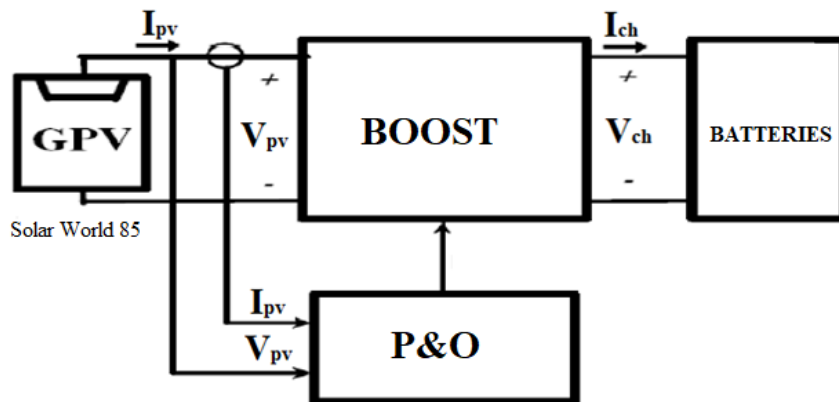 Ipv
Ich
GPV
+
Vpv
-
BOOST
+
Vch
-
BATTERIES
Solar World 85
Ipv
Vpv
P&O